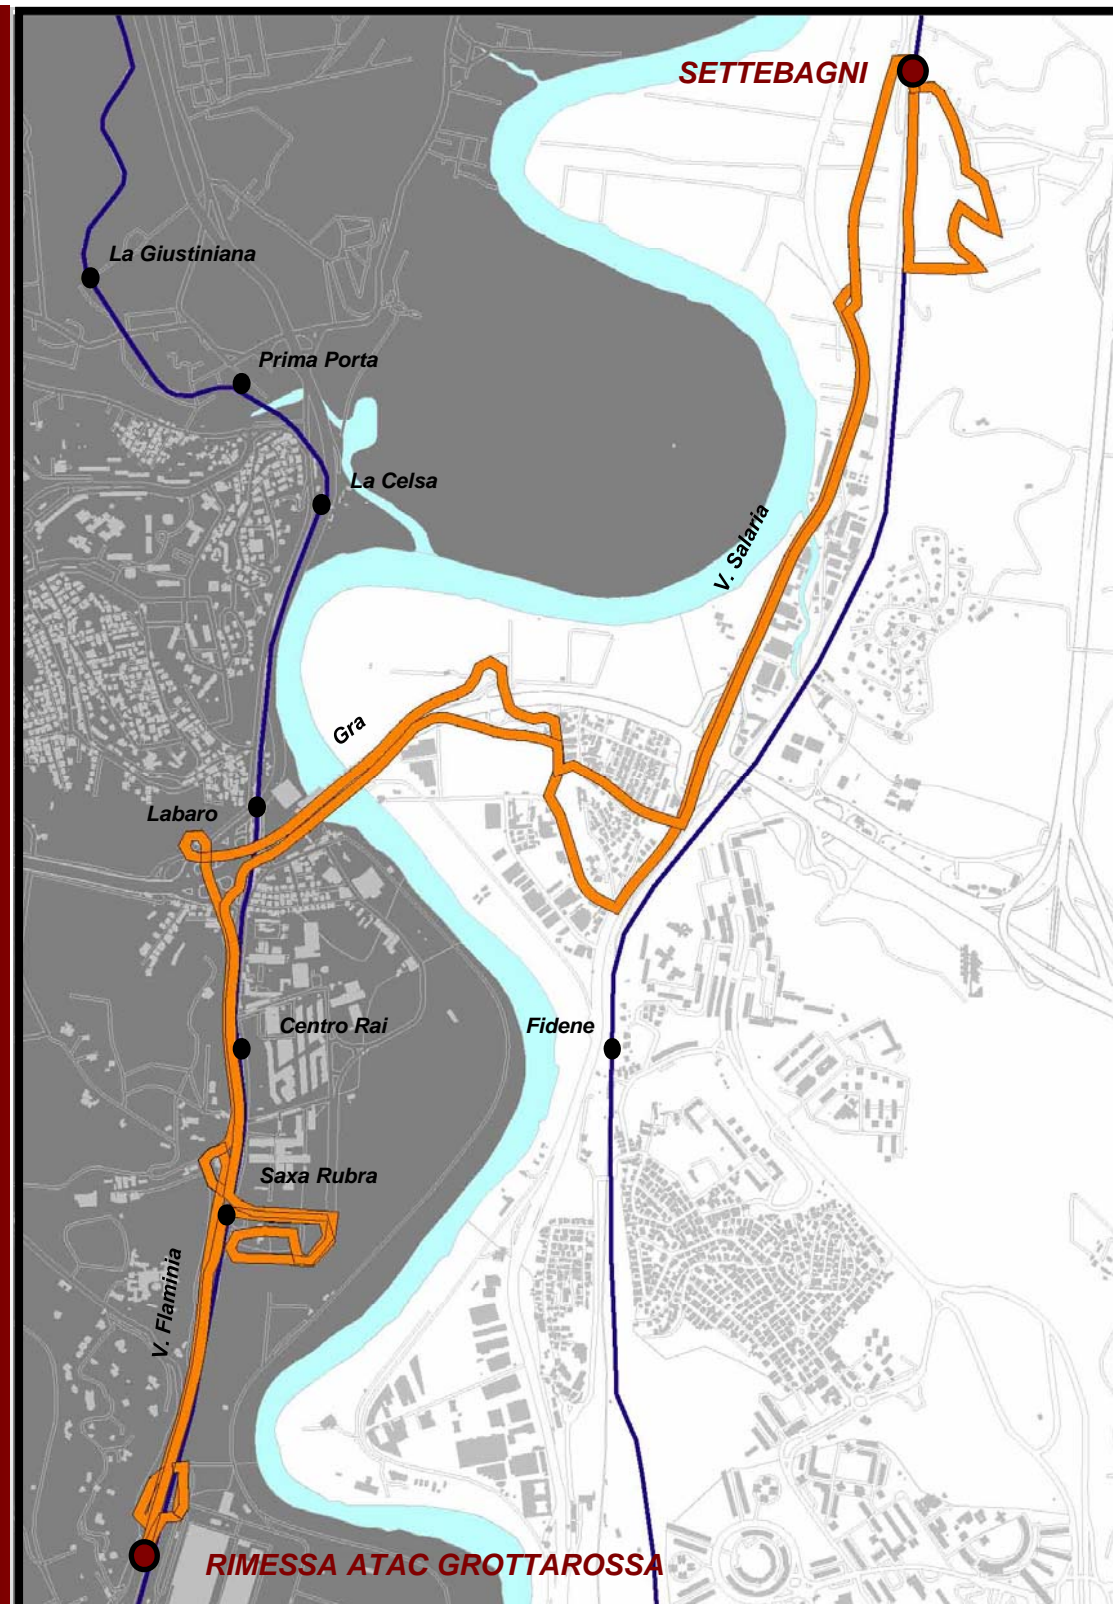 SETTEBAGNI
La Giustiniana
Prima Porta
La Celsa
V. Salaria
Gra
Labaro
Centro Rai
Fidene
Saxa Rubra
V. Flaminia
RIMESSA ATAC GROTTAROSSA